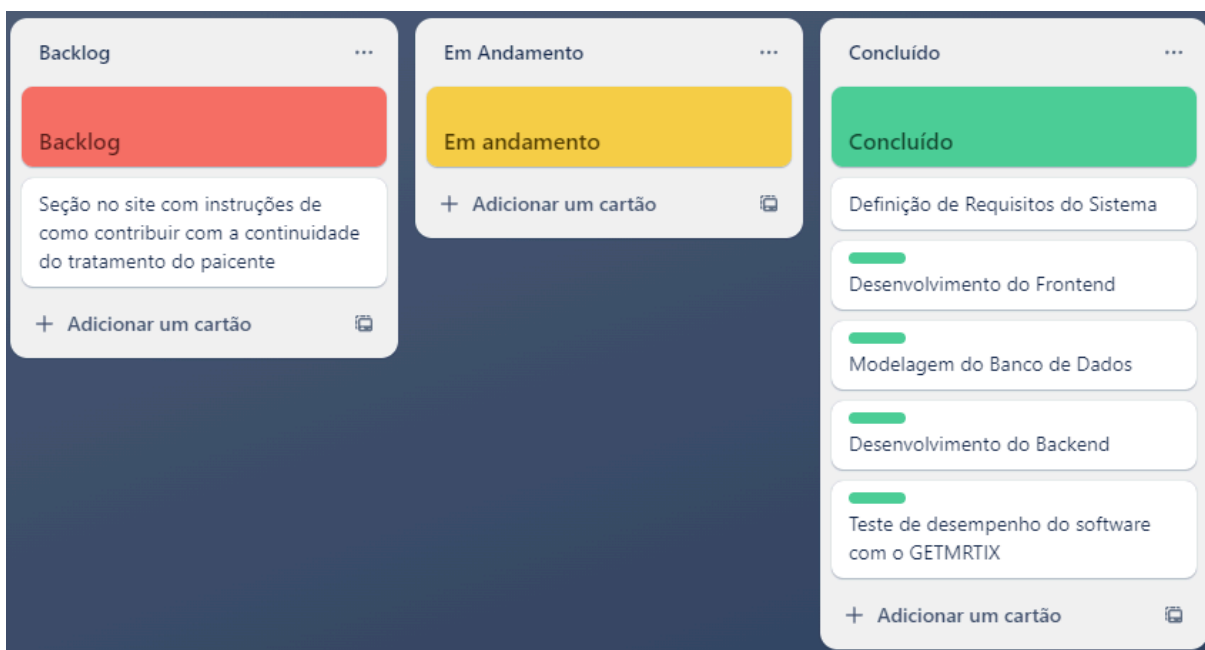 Backlog
Backlog
Seção no site com instruções de
como contribuir com a continuidade
do tratamento do paicente
Adicionar um cartão
Em Andamento
Em andamento
Adicionar um cartão
Concluído
Concluído
Definição de Requisitos do Sistema
Desenvolvimento do Frontend
Modelagem do Banco de Dados
Desenvolvimento do Backend
Teste de desempenho do software
com o GETMRTIX
Adicionar um cartão